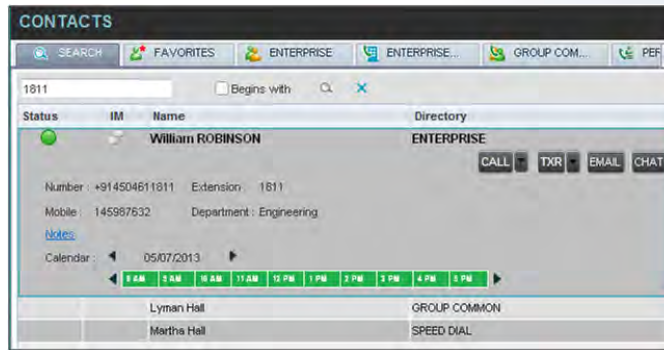 CONTACTS
SEARCH FAVORITES ENTERPRISE ENTERPRISE... GROUP COM... PER
1811 Begins with
Status IM Name Directory
William ROBINSON ENTERPRISE
CALL TXR EMAIL CHAT
Number : +914504611811 Extension : 1811
Mobile : 145987632 Department : Engineering
Notes
Calendar : 05/07/2013
8 AM 9 AM 10 AM 11 AM 12 PM 1 PM 2 PM 3 PM 4 PM 5 PM
Lyman Hall GROUP COMMON
Martha Hall SPEED DIAL